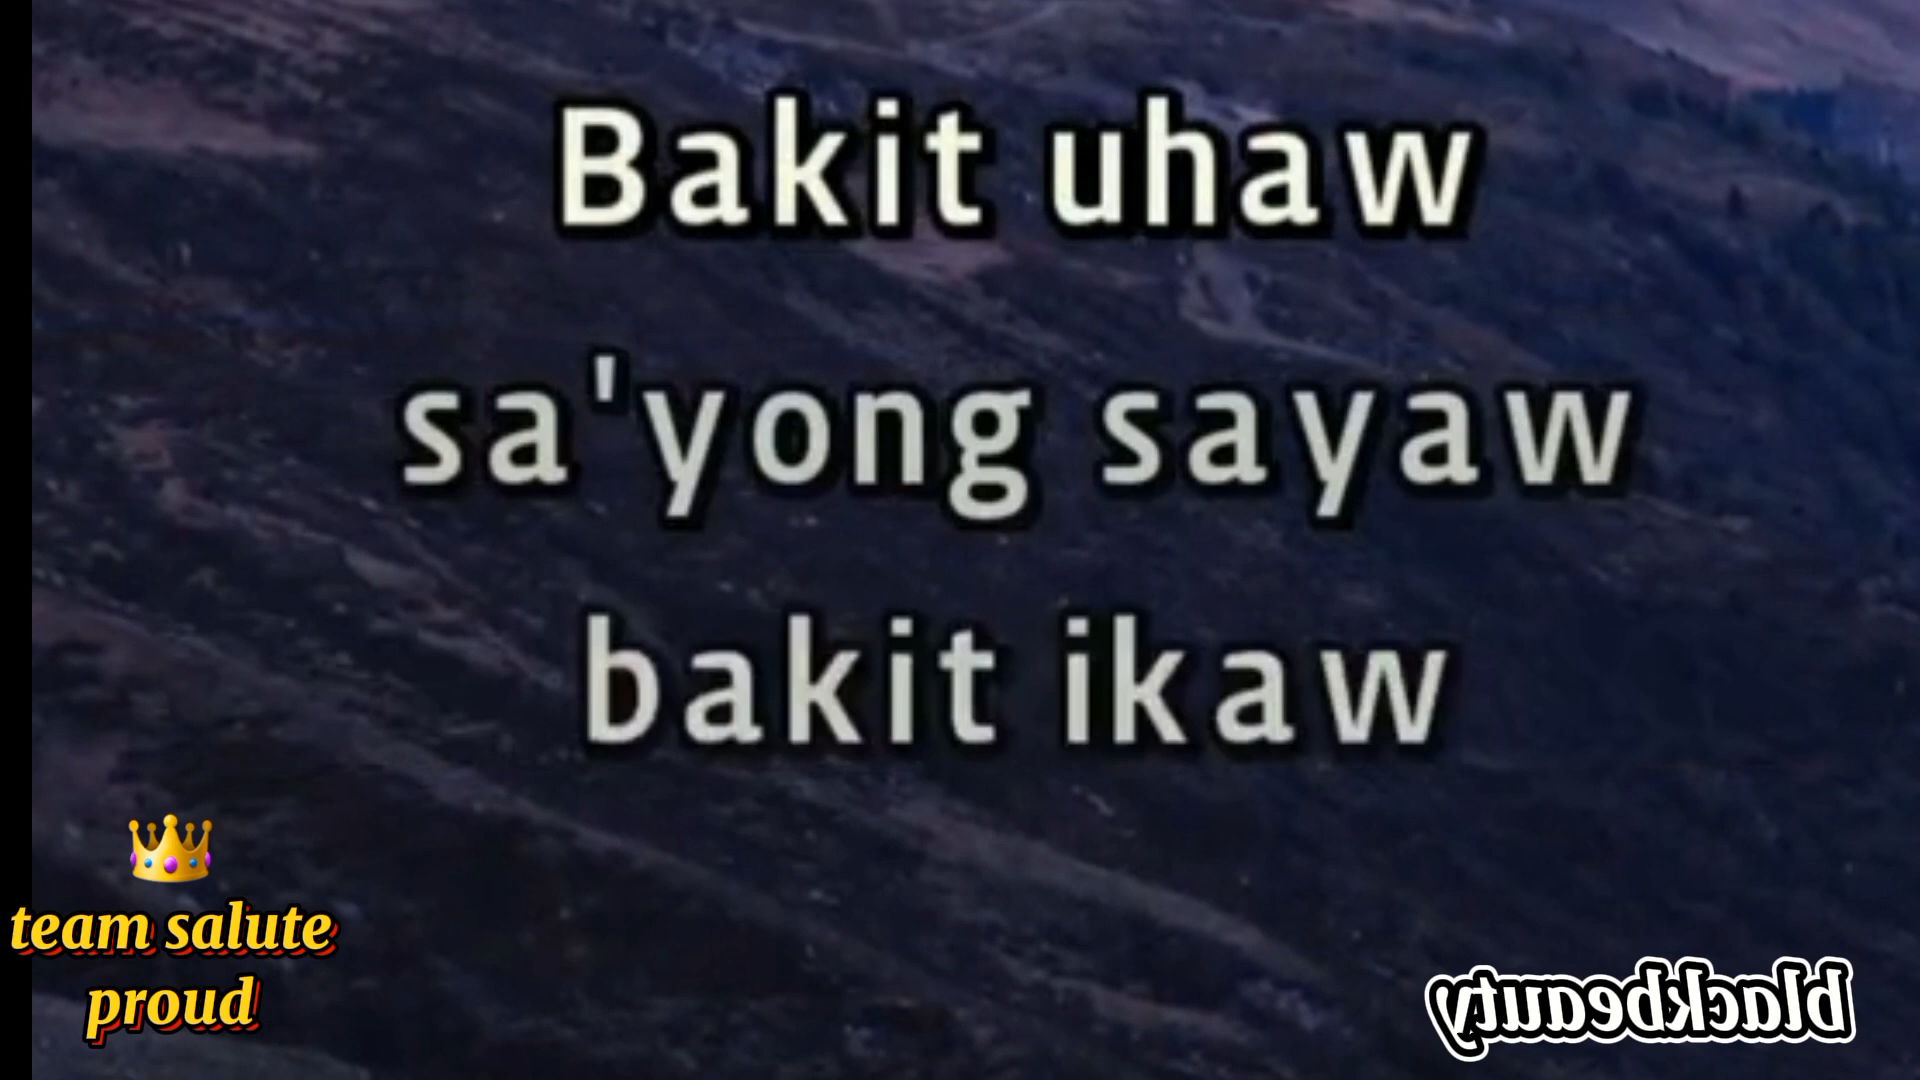 Bakit uhaw
sa'yong sayaw
bakit ikaw
team salute
proud
blackbeauty